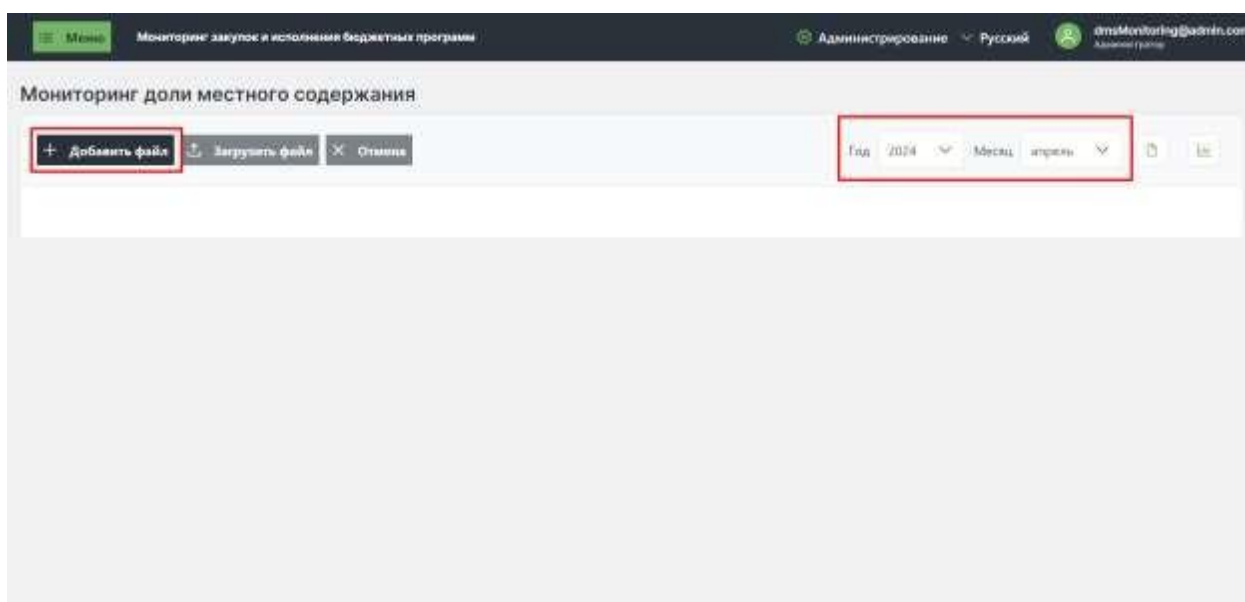 Меню Мониторинг закупок и исполнения бюджетных программ Администрирование Русский dmsMonitoring@admin.com
Администратор
Мониторинг доли местного содержания
Добавить файл Загрузить файл Отмена Год 2024 Месяц апрель